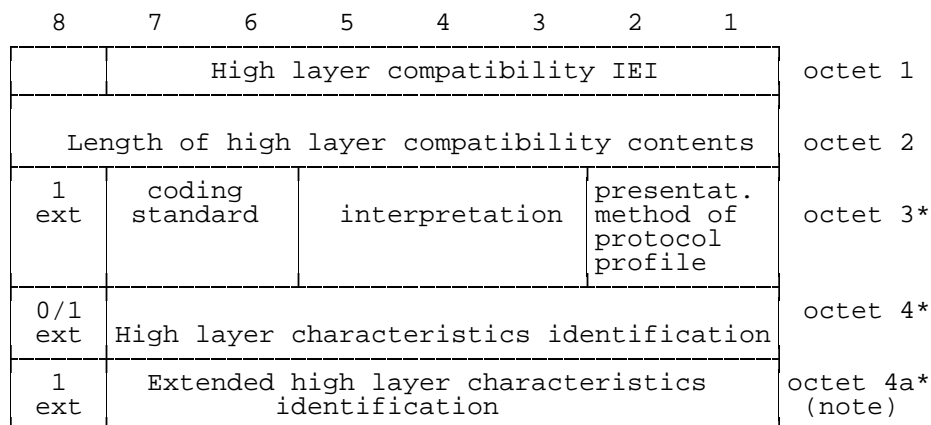 8 7 6 5 4 3 2 1
High layer compatibility IEI octet 1
Length of high layer compatibility contents octet 2
1 coding presentat.
ext standard interpretation method of octet 3*
protocol
profile
0/1 octet 4*
ext High layer characteristics identification
1 Extended high layer characteristics octet 4a*
ext identification (note)